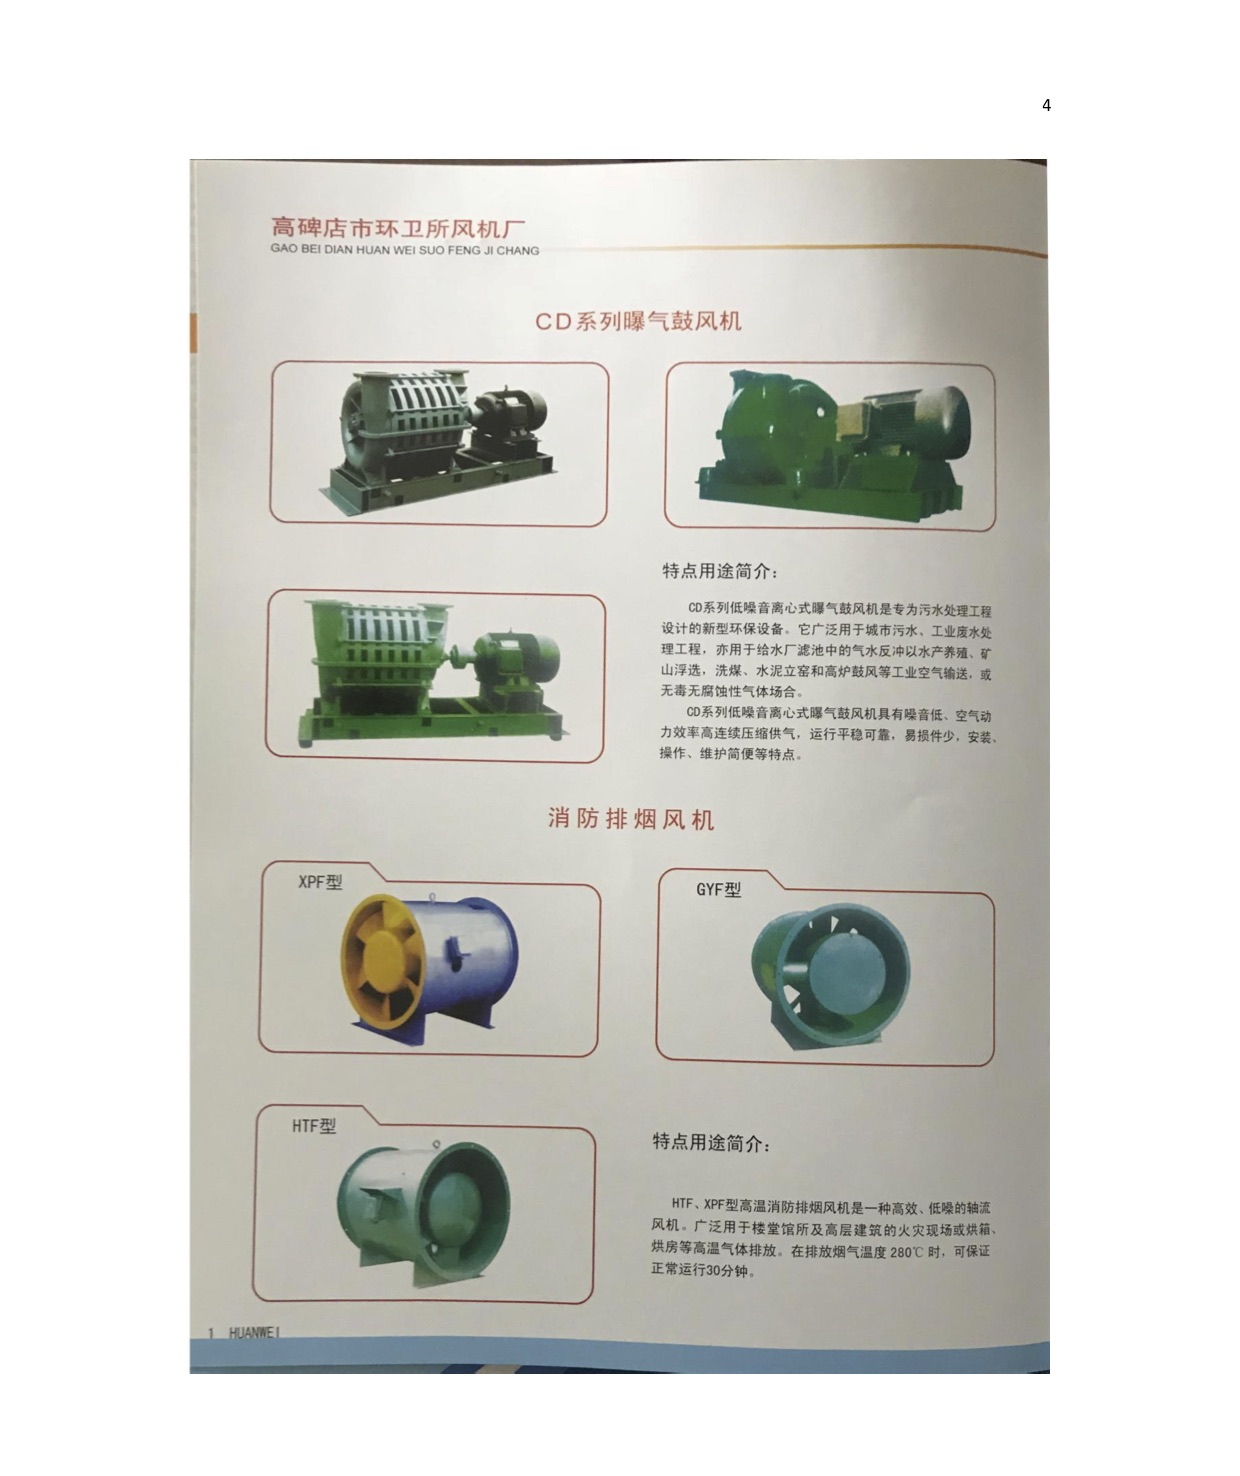 4
高碑店市环卫所风机厂
GAO BEI DIAN HUAN WEI SUO FENG JI CHANG
CD系列曝气鼓风机
特点用途简介：
CD系列低噪音离心式曝气鼓风机是专为污水处理工程
设计的新型环保设备。它广泛用于城市污水、工业废水处
理工程，亦用于给水厂滤池中的气水反冲以水产养殖、矿
山浮选，洗煤、水泥立窑和高炉鼓风等工业空气输送，或
无毒无腐蚀性气体场合。
CD系列低噪音离心式曝气鼓风机具有噪音低、空气动
力效率高连续压缩供气，运行平稳可靠，易损件少，安装、
操作、维护简便等特点。
消防排烟风机
XPF型
GYF型
HTF型
特点用途简介：
HTF、XPF型高温消防排烟风机是一种高效、低噪的轴流
风机。广泛用于楼堂馆所及高层建筑的火灾现场或烘箱、
烘房等高温气体排放。在排放烟气温度 280℃ 时，可保证
正常运行30分钟。
1 HUANWEI